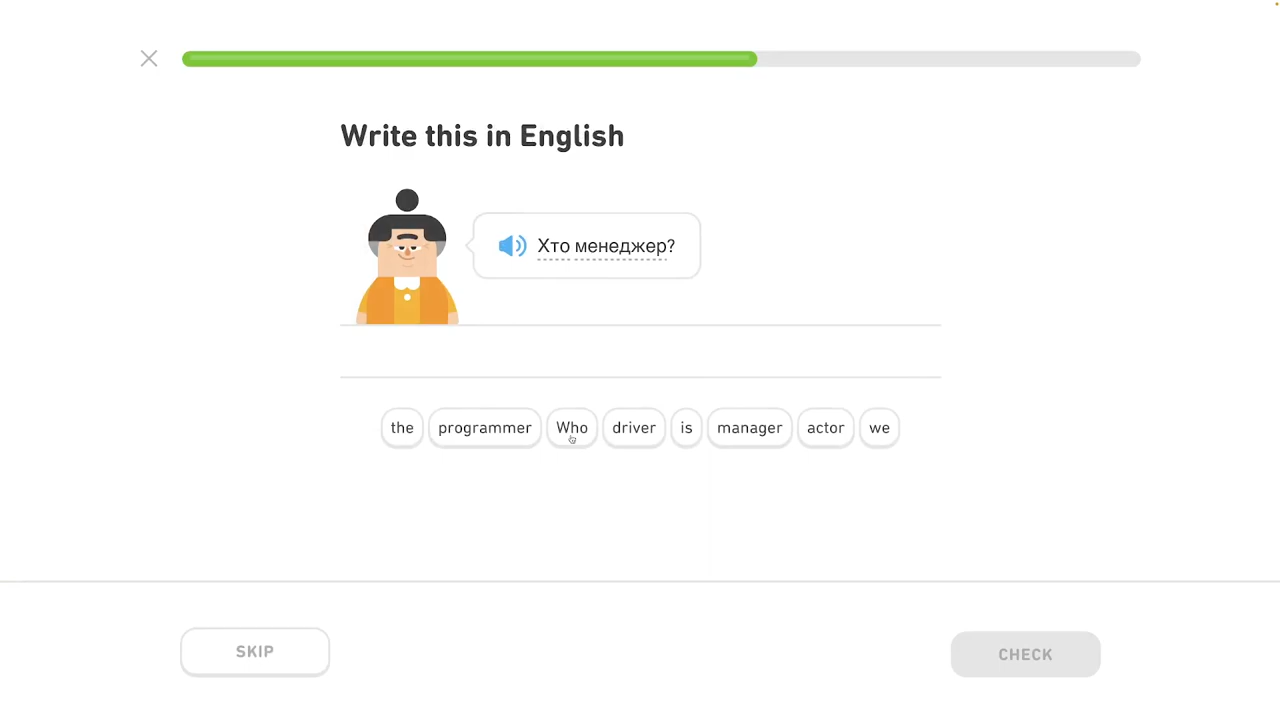 Write this in English
Хто менеджер?
the programmer Who driver is manager actor we
SKIP
CHECK